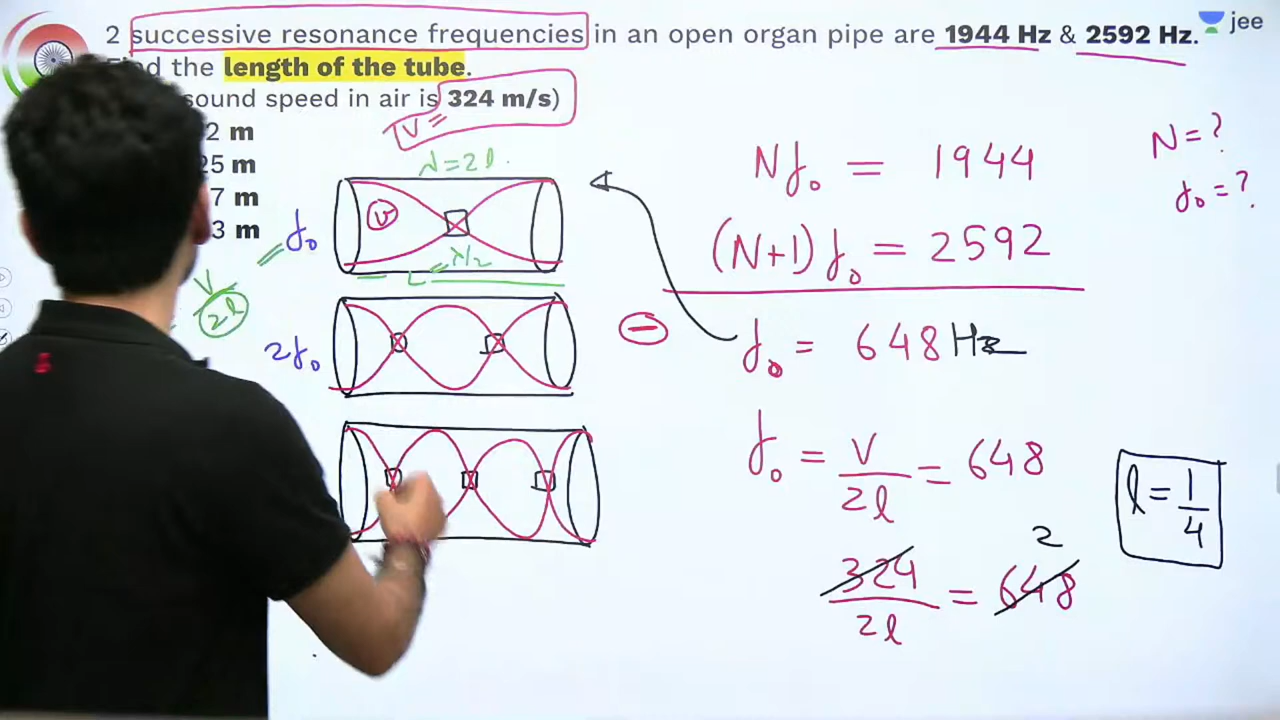 2 successive resonance frequencies in an open organ pipe are 1944 Hz & 2592 Hz.
the length of the tube.
sound speed in air is 324 m/s)
V =
2 m
25 m
7 m
3 m
jee
λ=2l.
f₀
V
2l
L = λ/2
2f₀
Nf₀ = 1944
(N+1)f₀ = 2592
f₀ = 648 Hz
f₀ = V/2l = 648
324/2l = 648
2
l = 1/4
N = ?
f₀ = ?